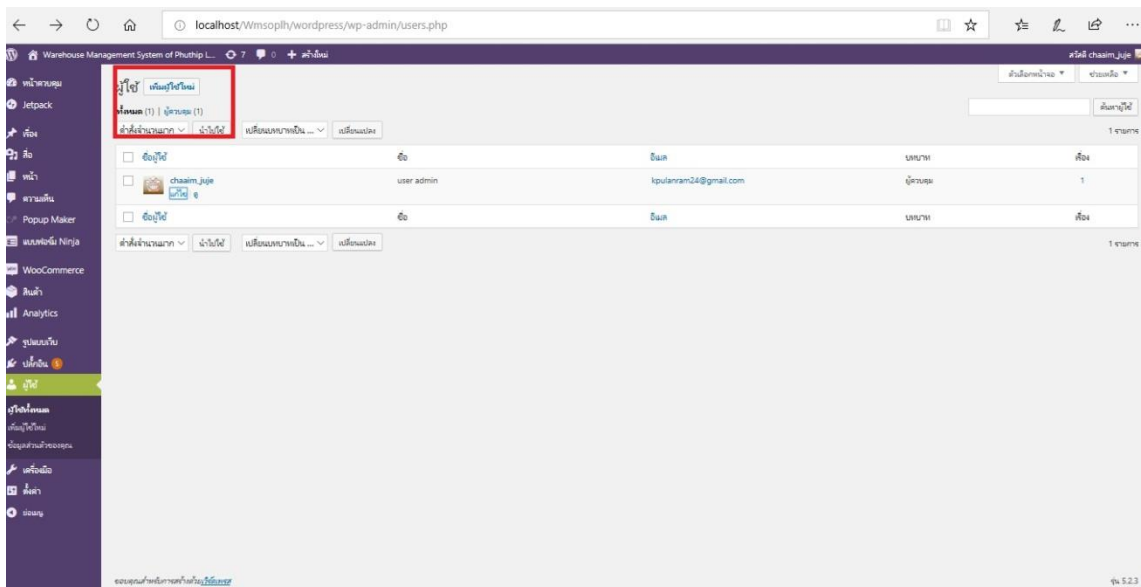 localhost/Wmsoplh/wordpress/wp-admin/users.php
Warehouse Management System of Phuthip L... 7 0 + สร้างใหม่
สวัสดี chaaim_juje
ตัวเลือกหน้าจอ ช่วยเหลือ
หน้าควบคุม
Jetpack
เรื่อง
สื่อ
หน้า
ความเห็น
Popup Maker
แบบฟอร์ม Ninja
WooCommerce
สินค้า
Analytics
รูปแบบเว็บ
ปลั๊กอิน 5
ผู้ใช้
ผู้ใช้ทั้งหมด
เพิ่มผู้ใช้ใหม่
ข้อมูลส่วนตัวของคุณ
เครื่องมือ
ตั้งค่า
ย่อเมนู
ผู้ใช้ เพิ่มผู้ใช้ใหม่
ทั้งหมด (1) | ผู้ควบคุม (1)
ค้นหาผู้ใช้
คำสั่งจำนวนมาก นำไปใช้ เปลี่ยนบทบาทเป็น ... เปลี่ยนแปลง 1 รายการ
ชื่อผู้ใช้ ชื่อ อีเมล บทบาท เรื่อง
chaaim_juje user admin kpulanram24@gmail.com ผู้ควบคุม 1
แก้ไข ดู
ชื่อผู้ใช้ ชื่อ อีเมล บทบาท เรื่อง
คำสั่งจำนวนมาก นำไปใช้ เปลี่ยนบทบาทเป็น ... เปลี่ยนแปลง 1 รายการ
ขอบคุณสำหรับการสร้างด้วยเวิร์ดเพรส
รุ่น 5.2.3